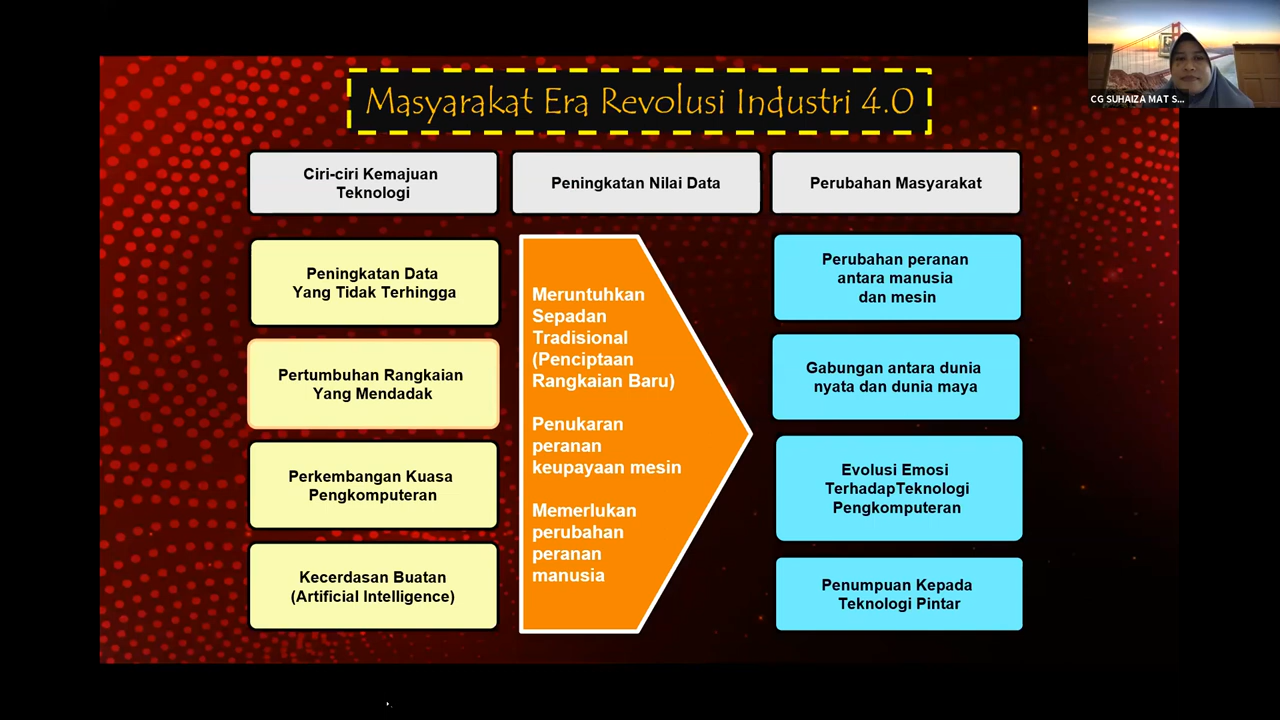 Masyarakat Era Revolusi Industri 4.0
CG SUHAIZA MAT S...
Ciri-ciri Kemajuan
Teknologi
Peningkatan Nilai Data
Perubahan Masyarakat
Peningkatan Data
Yang Tidak Terhingga
Pertumbuhan Rangkaian
Yang Mendadak
Perkembangan Kuasa
Pengkomputeran
Kecerdasan Buatan
(Artificial Intelligence)
Meruntuhkan
Sepadan
Tradisional
(Penciptaan
Rangkaian Baru)
Penukaran
peranan
keupayaan mesin
Memerlukan
perubahan
peranan
manusia
Perubahan peranan
antara manusia
dan mesin
Gabungan antara dunia
nyata dan dunia maya
Evolusi Emosi
TerhadapTeknologi
Pengkomputeran
Penumpuan Kepada
Teknologi Pintar